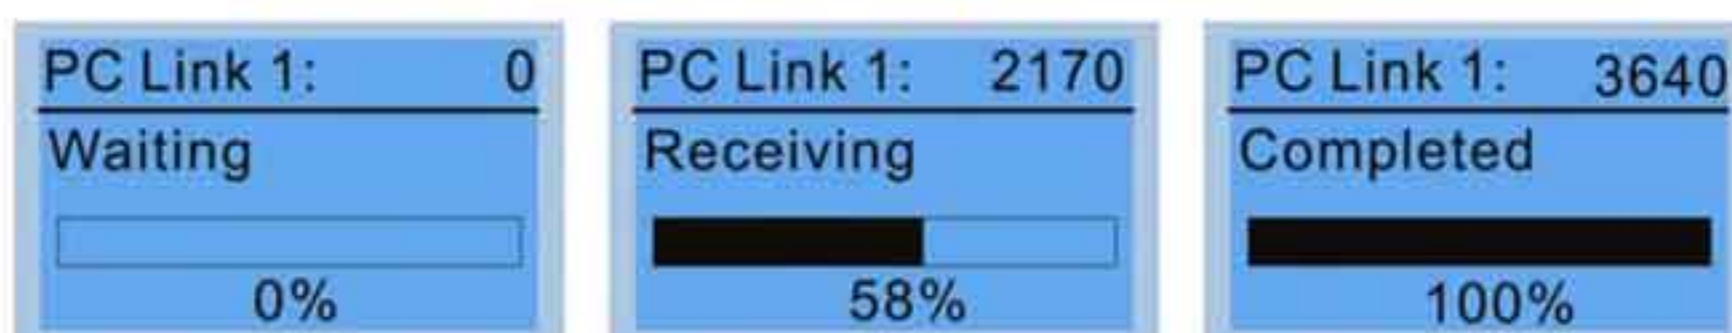 PC Link 1: 0
Waiting
0%
PC Link 1: 2170
Receiving
58%
PC Link 1: 3640
Completed
100%